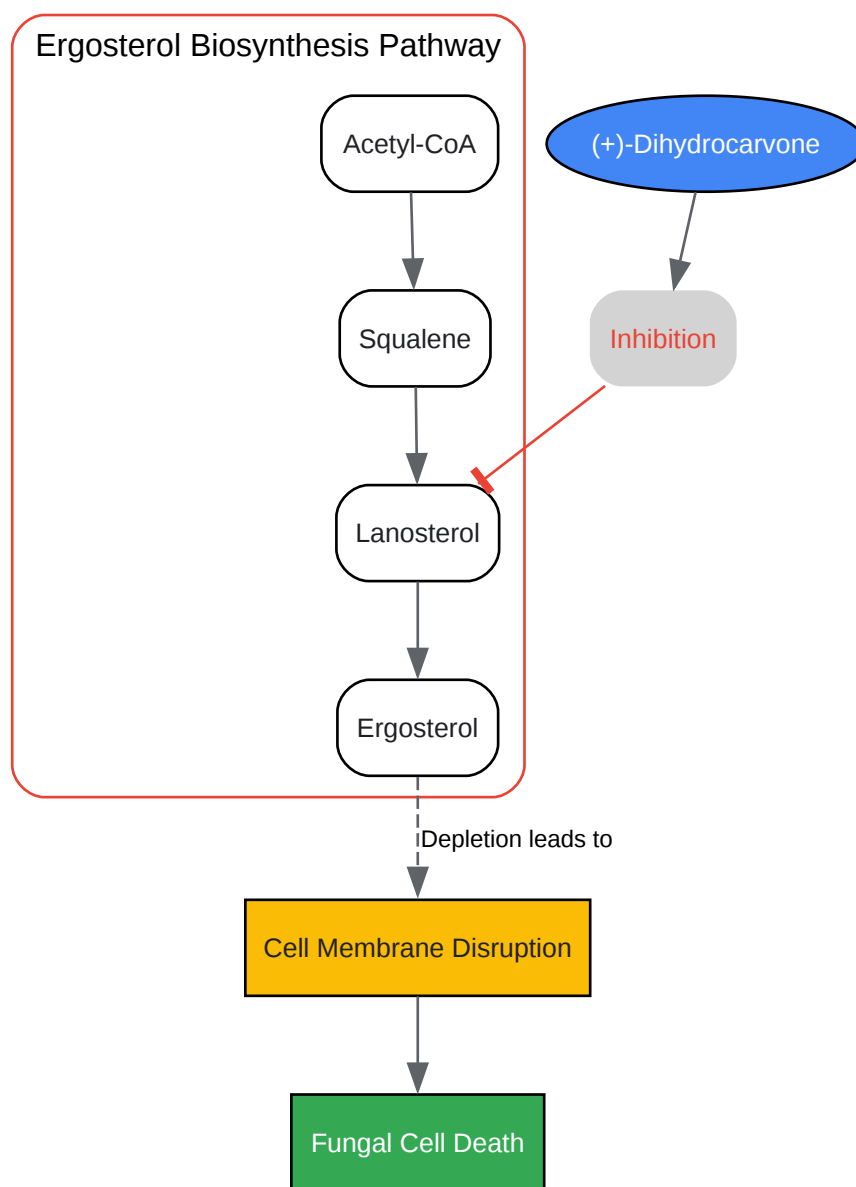 Ergosterol Biosynthesis Pathway
Acetyl-CoA
(+)-Dihydrocarvone
Squalene
Inhibition
Lanosterol
Ergosterol
Depletion leads to
Cell Membrane Disruption
Fungal Cell Death